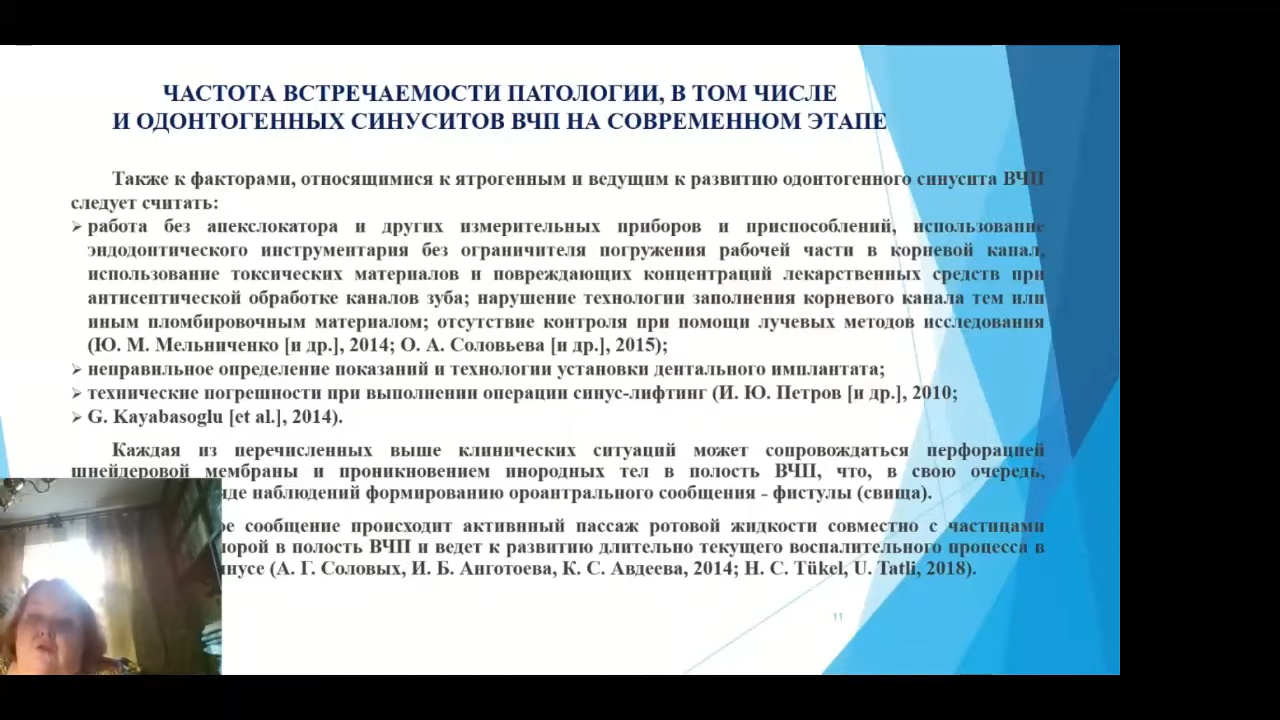 ЧАСТОТА ВСТРЕЧАЕМОСТИ ПАТОЛОГИИ, В ТОМ ЧИСЛЕ
И ОДОНТОГЕННЫХ СИНУСИТОВ ВЧП НА СОВРЕМЕННОМ ЭТАПЕ
Также к факторами, относящимися к ятрогенным и ведущим к развитию одонтогенного синусита ВЧП
следует считать:
➢ работа без апекслокатора и других измерительных приборов и приспособлений, использование
эндодонтического инструментария без ограничителя погружения рабочей части в корневой канал,
использование токсических материалов и повреждающих концентраций лекарственных средств при
антисептической обработке каналов зуба; нарушение технологии заполнения корневого канала тем или
иным пломбировочным материалом; отсутствие контроля при помощи лучевых методов исследования
(Ю. М. Мельниченко [и др.], 2014; О. А. Соловьева [и др.], 2015);
➢ неправильное определение показаний и технологии установки дентального имплантата;
➢ технические погрешности при выполнении операции синус-лифтинг (И. Ю. Петров [и др.], 2010;
➢ G. Kayabasoglu [et al.], 2014).
Каждая из перечисленных выше клинических ситуаций может сопровождаться перфорацией
шнейдеровой мембраны и проникновением инородных тел в полость ВЧП, что, в свою очередь,
наблюдений формированию ороантрального сообщения - фистулы (свища).
сообщение происходит активнный пассаж ротовой жидкости совместно с частицами
в полость ВЧП и ведет к развитию длительно текущего воспалительного процесса в
(А. Г. Соловых, И. Б. Анготоева, К. С. Авдеева, 2014; H. C. Tükel, U. Tatli, 2018).
11